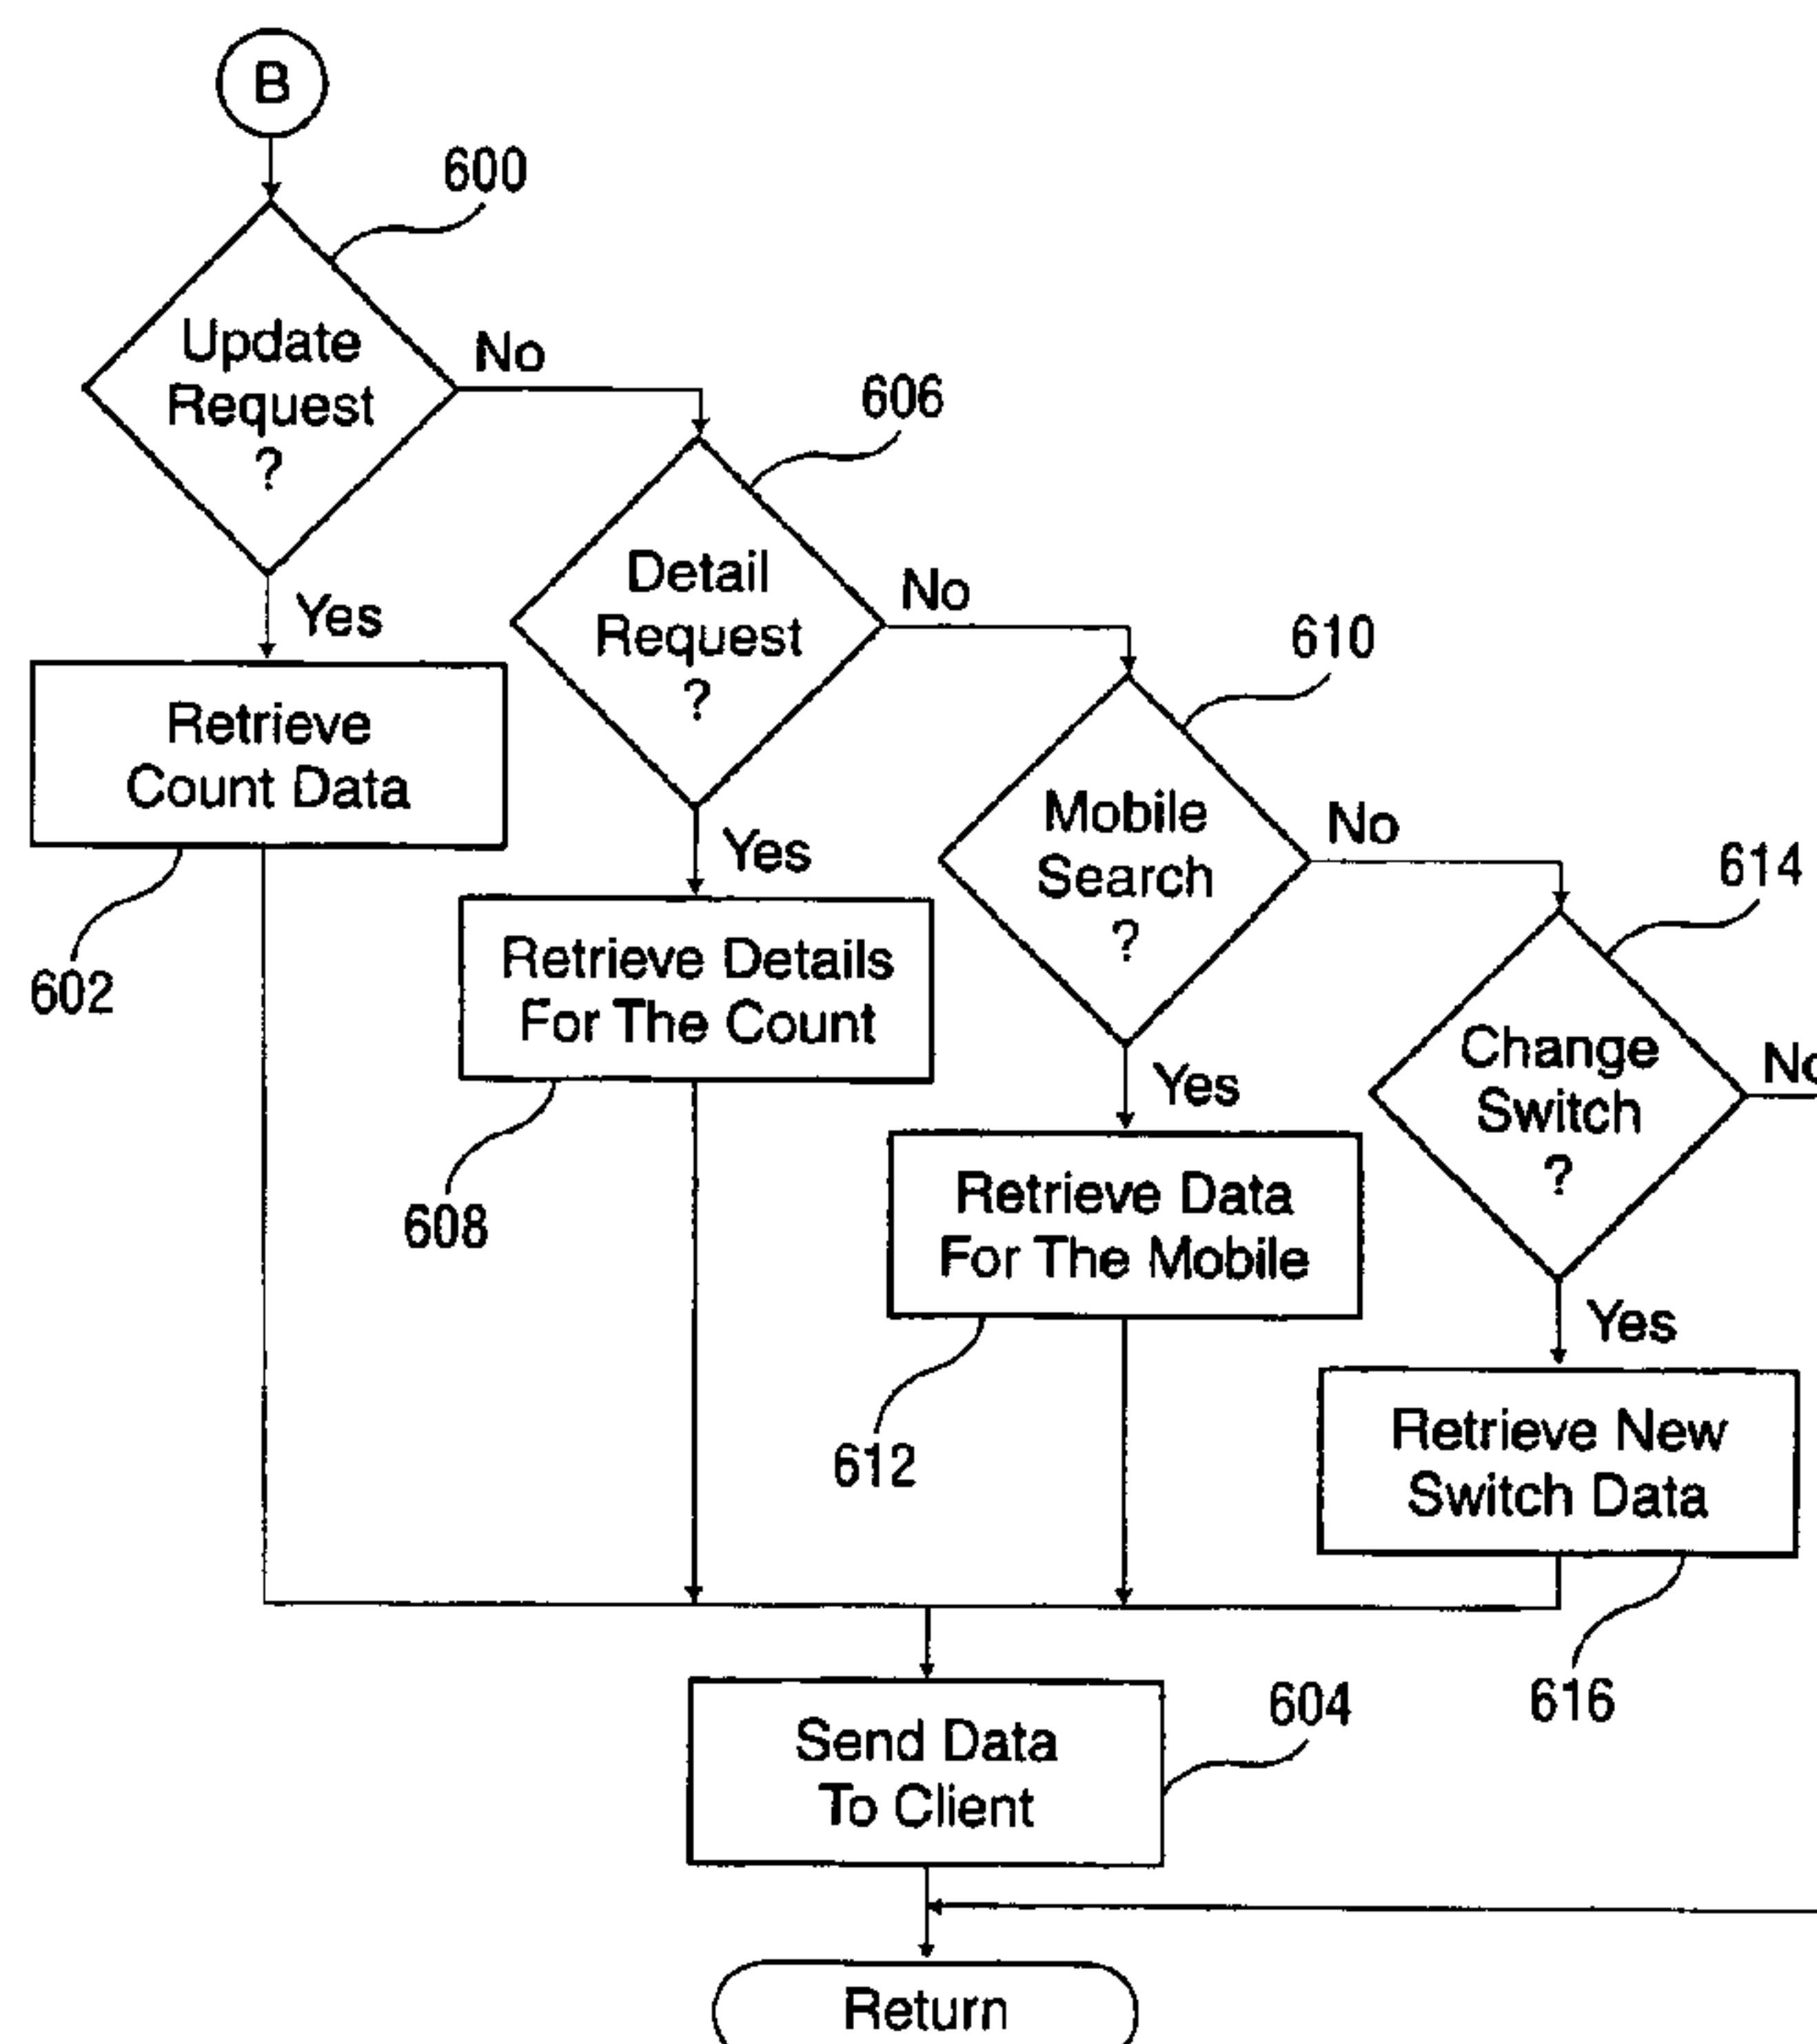 B
600
Update
Request
?
No
606
Yes
Detail
Request
?
No
610
Retrieve
Count Data
602
Yes
Mobile
Search
?
No
614
Retrieve Details
For The Count
608
Yes
Change
Switch
?
No
Retrieve Data
For The Mobile
612
Yes
Retrieve New
Switch Data
616
Send Data
To Client
604
Return